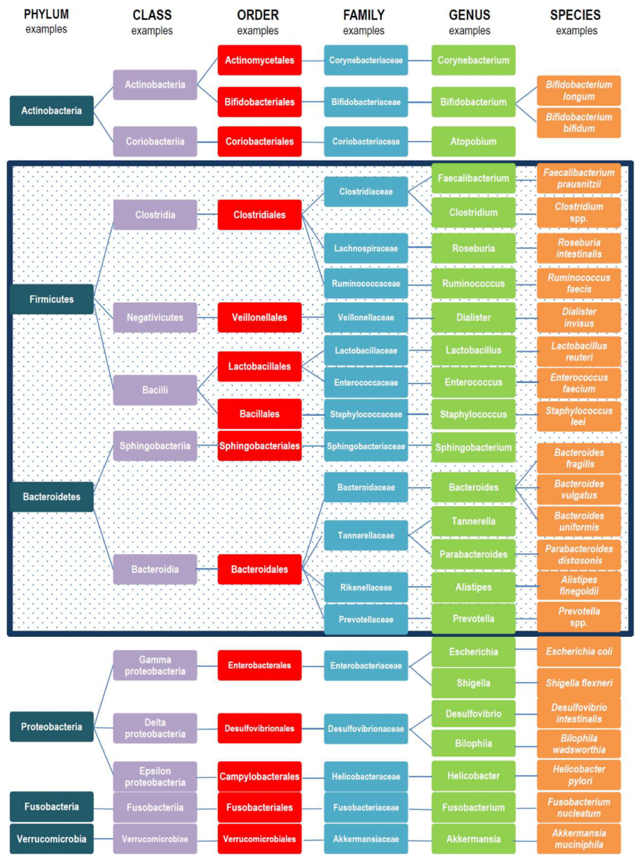 PHYLUM CLASS ORDER FAMILY GENUS SPECIES
examples examples examples examples examples examples
Actinomycetales Corynebacteriaceae Corynebacterium
Actinobacteria
Bifidobacterium
longum
Actinobacteria Bifidobacteriales Bifidobacteriaceae Bifidobacterium
Bifidobacterium
bifidum
Coriobacteriia Coriobacteriales Coriobacteriaceae Atopobium
Faecalibacterium Faecalibacterium
prausnitzii
Clostridiaceae
Clostridia Clostridiales Clostridium Clostridium
spp.
Lachnospiraceae Roseburia Roseburia
intestinalis
Ruminococcaceae Ruminococcus Ruminococcus
faecis
Firmicutes
Negativicutes Veillonellales Veillonellaceae Dialister Dialister
invisus
Lactobacillaceae Lactobacillus Lactobacillus
reuteri
Lactobacillales
Bacilli Enterococcaceae Enterococcus Enterococcus
faecium
Bacillales Staphylococcaceae Staphylococcus Staphylococcus
leei
Sphingobacteriia Sphingobacteriales Sphingobacteriaceae Sphingobacterium
Bacteroides
fragilis
Bacteroidetes Bacteroidaceae Bacteroides Bacteroides
vulgatus
Tannerella Bacteroides
uniformis
Tannerellaceae
Parabacteroides Parabacteroides
distasonis
Bacteroidia Bacteroidales
Rikenellaceae Alistipes Alistipes
finegoldii
Prevotellaceae Prevotella Prevotella
spp.
Escherichia Escherichia coli
Gamma
proteobacteria Enterobacterales Enterobacteriaceae
Shigella Shigella flexneri
Desulfovibrio Desulfovibrio
intestinalis
Proteobacteria Delta
proteobacteria Desulfovibrionales Desulfovibrionaceae
Bilophila Bilophila
wadsworthia
Epsilon
proteobacteria Campylobacterales Helicobacteraceae Helicobacter Helicobacter
pylori
Fusobacteria Fusobacteriia Fusobacteriales Fusobacteriaceae Fusobacterium Fusobacterium
nucleatum
Verrucomicrobia Verrucomicrobiae Verrucomicrobiales Akkermansiaceae Akkermansia Akkermansia
muciniphila